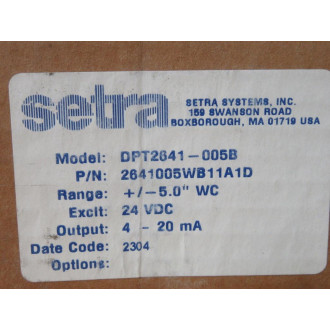 setra
SETRA SYSTEMS, INC.
159 SWANSON ROAD
BOXBOROUGH, MA 01719 USA
Model: DPT2641-005B
P/N: 2641005WB11A1D
Range: +/-5.0" WC
Excit: 24 VDC
Output: 4 - 20 mA
Date Code: 2304
Options: